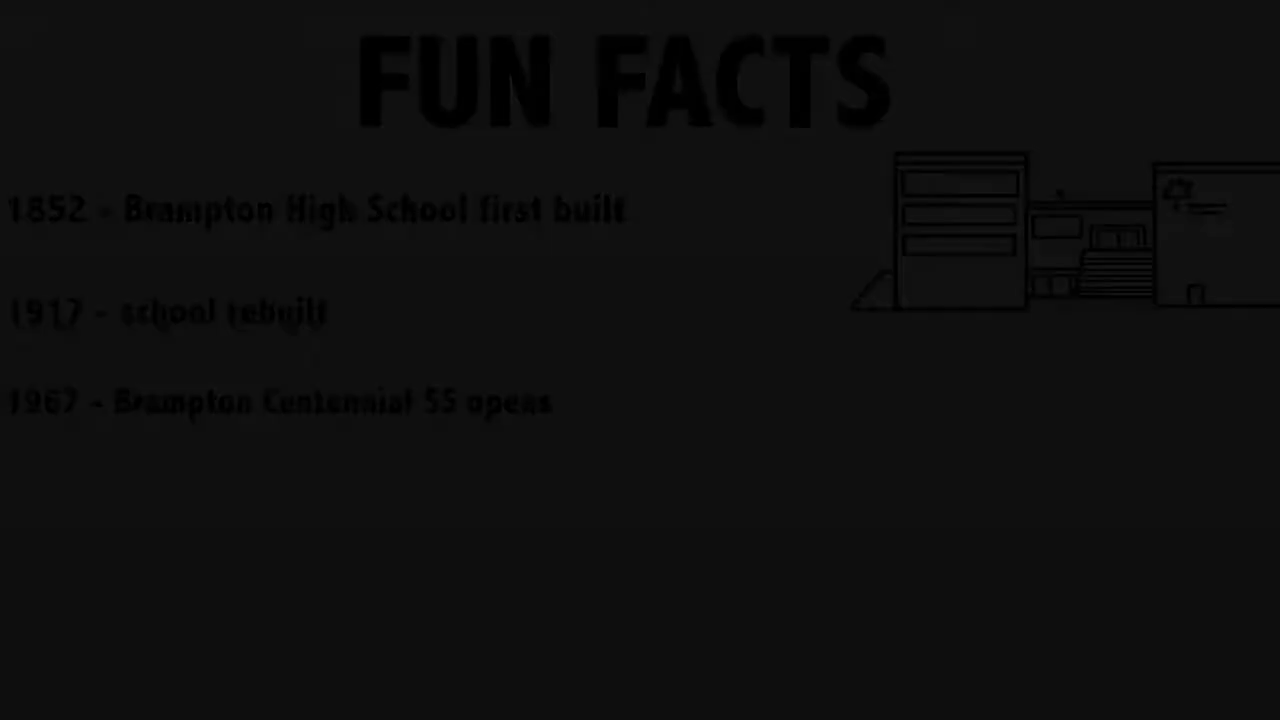 FUN FACTS
1852 - Brampton High School first built
1917 - school rebuilt
1967 - Brampton Centennial SS opens